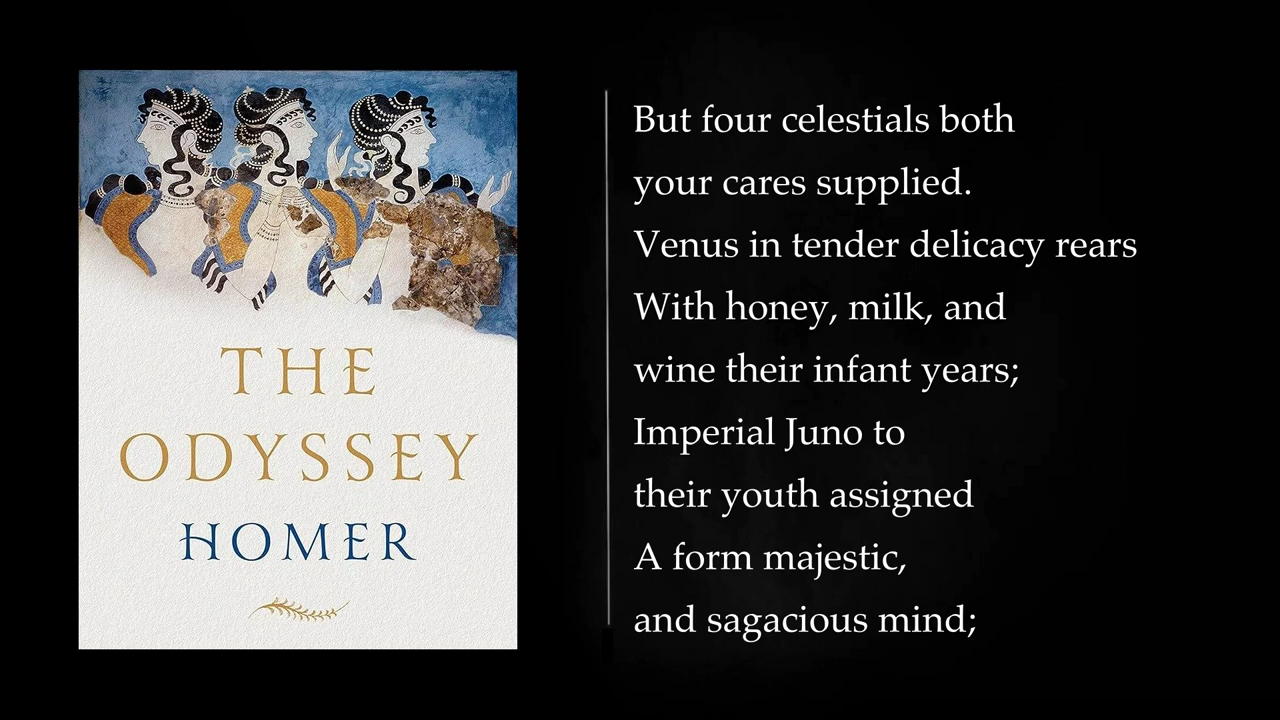 THE
ODYSSEY
HOMER
But four celestials both
your cares supplied.
Venus in tender delicacy rears
With honey, milk, and
wine their infant years;
Imperial Juno to
their youth assigned
A form majestic,
and sagacious mind;